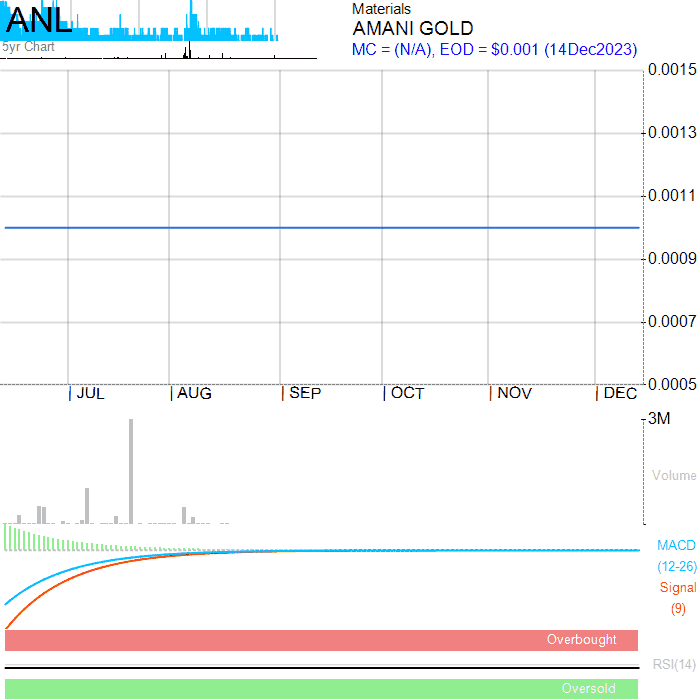 ANL
5yr Chart
Materials
AMANI GOLD
MC = (N/A), EOD = $0.001 (14Dec2023)
0.0015
0.0013
0.0011
0.0009
0.0007
0.0005
JUL AUG SEP OCT NOV DEC
3M
Volume
MACD
(12-26)
Signal
(9)
Overbought
RSI(14)
Oversold